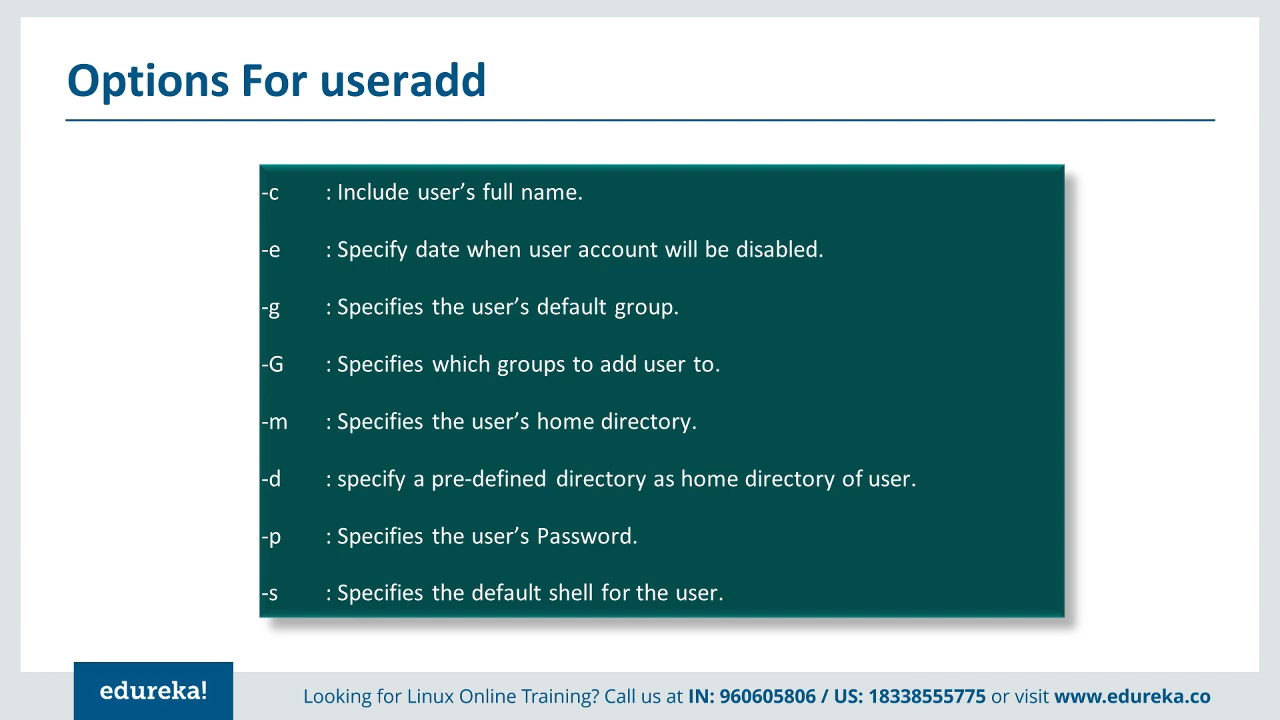 Options For useradd
-c : Include user’s full name.
-e : Specify date when user account will be disabled.
-g : Specifies the user’s default group.
-G : Specifies which groups to add user to.
-m : Specifies the user’s home directory.
-d : specify a pre-defined directory as home directory of user.
-p : Specifies the user’s Password.
-s : Specifies the default shell for the user.
edureka!
Looking for Linux Online Training? Call us at IN: 960605806 / US: 18338555775 or visit www.edureka.co